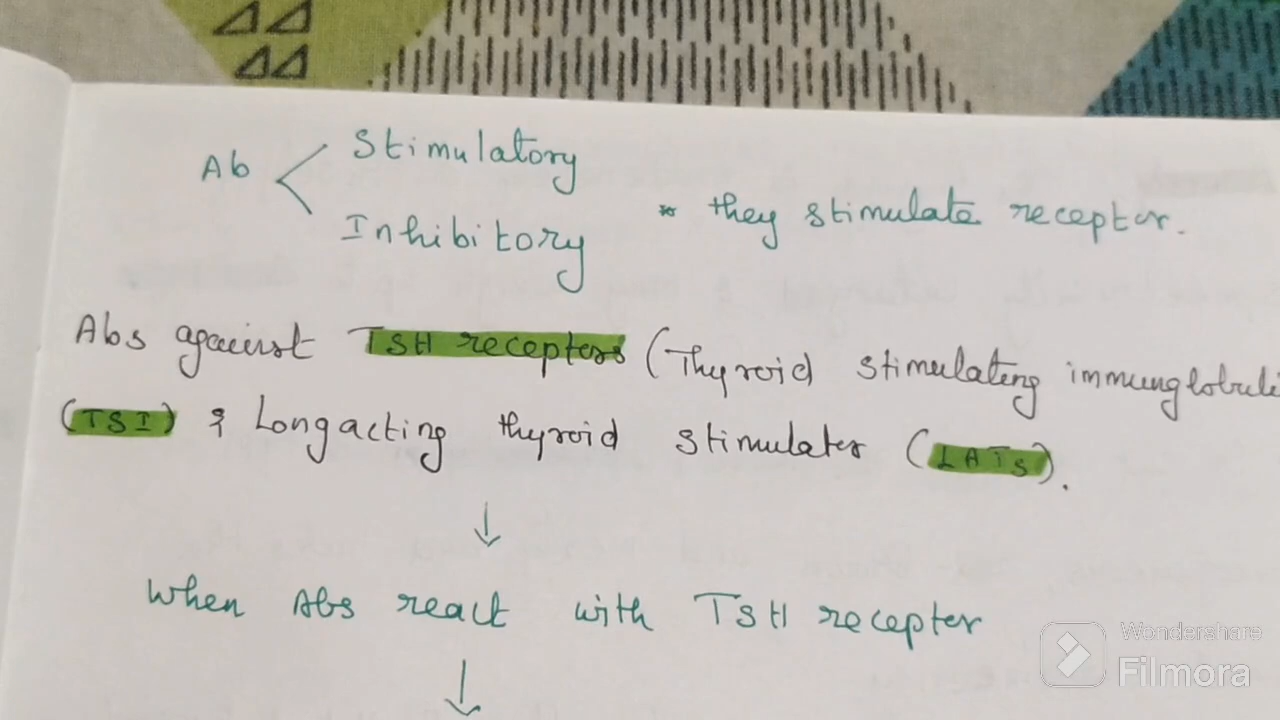 Ab
Stimulatory
Inhibitory
* they stimulate receptor.
Abs against TSH receptors (Thyroid stimulating immunglobuli
(TSI) & Longacting thyroid stimulater (LATs).
↓
When Abs react with TSH recepter
↓
Wondershare
Filmora